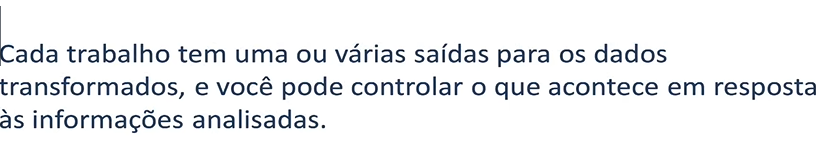 Cada trabalho tem uma ou várias saídas para os dados
transformados, e você pode controlar o que acontece em resposta
às informações analisadas.